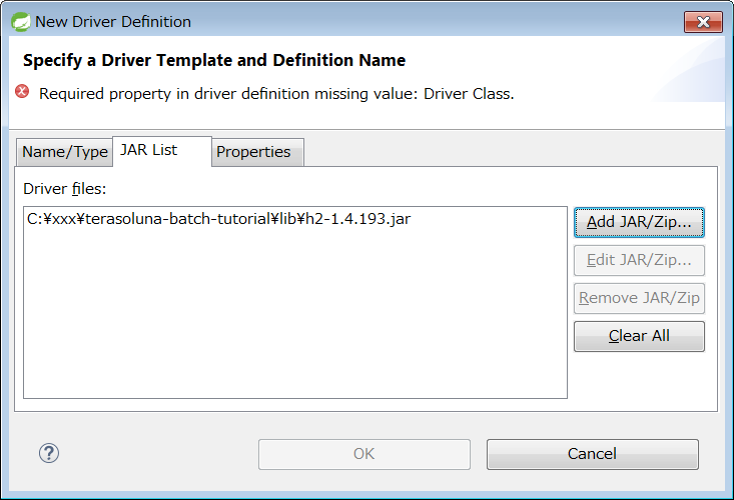 New Driver Definition
Specify a Driver Template and Definition Name
Required property in driver definition missing value: Driver Class.
Name/Type
JAR List
Properties
Driver files:
C:¥xxx¥terasoluna-batch-tutorial¥lib¥h2-1.4.193.jar
Add JAR/Zip...
Edit JAR/Zip...
Remove JAR/Zip
Clear All
?
OK
Cancel